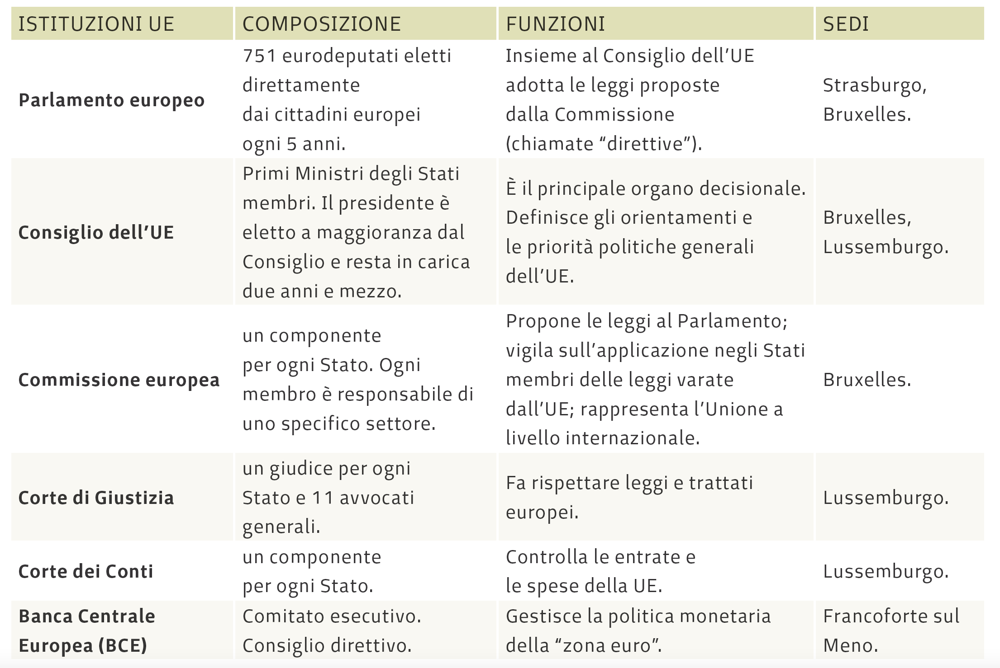 ISTITUZIONI UE
COMPOSIZIONE
FUNZIONI
SEDI
Parlamento europeo
751 eurodeputati eletti
direttamente
dai cittadini europei
ogni 5 anni.
Insieme al Consiglio dell’UE
adotta le leggi proposte
dalla Commissione
(chiamate “direttive”).
Strasburgo,
Bruxelles.
Consiglio dell’UE
Primi Ministri degli Stati
membri. Il presidente è
eletto a maggioranza dal
Consiglio e resta in carica
due anni e mezzo.
È il principale organo decisionale.
Definisce gli orientamenti e
le priorità politiche generali
dell’UE.
Bruxelles,
Lussemburgo.
Commissione europea
un componente
per ogni Stato. Ogni
membro è responsabile di
uno specifico settore.
Propone le leggi al Parlamento;
vigila sull’applicazione negli Stati
membri delle leggi varate
dall’UE; rappresenta l’Unione a
livello internazionale.
Bruxelles.
Corte di Giustizia
un giudice per ogni
Stato e 11 avvocati
generali.
Fa rispettare leggi e trattati
europei.
Lussemburgo.
Corte dei Conti
un componente
per ogni Stato.
Controlla le entrate e
le spese della UE.
Lussemburgo.
Banca Centrale
Europea (BCE)
Comitato esecutivo.
Consiglio direttivo.
Gestisce la politica monetaria
della “zona euro”.
Francoforte sul
Meno.